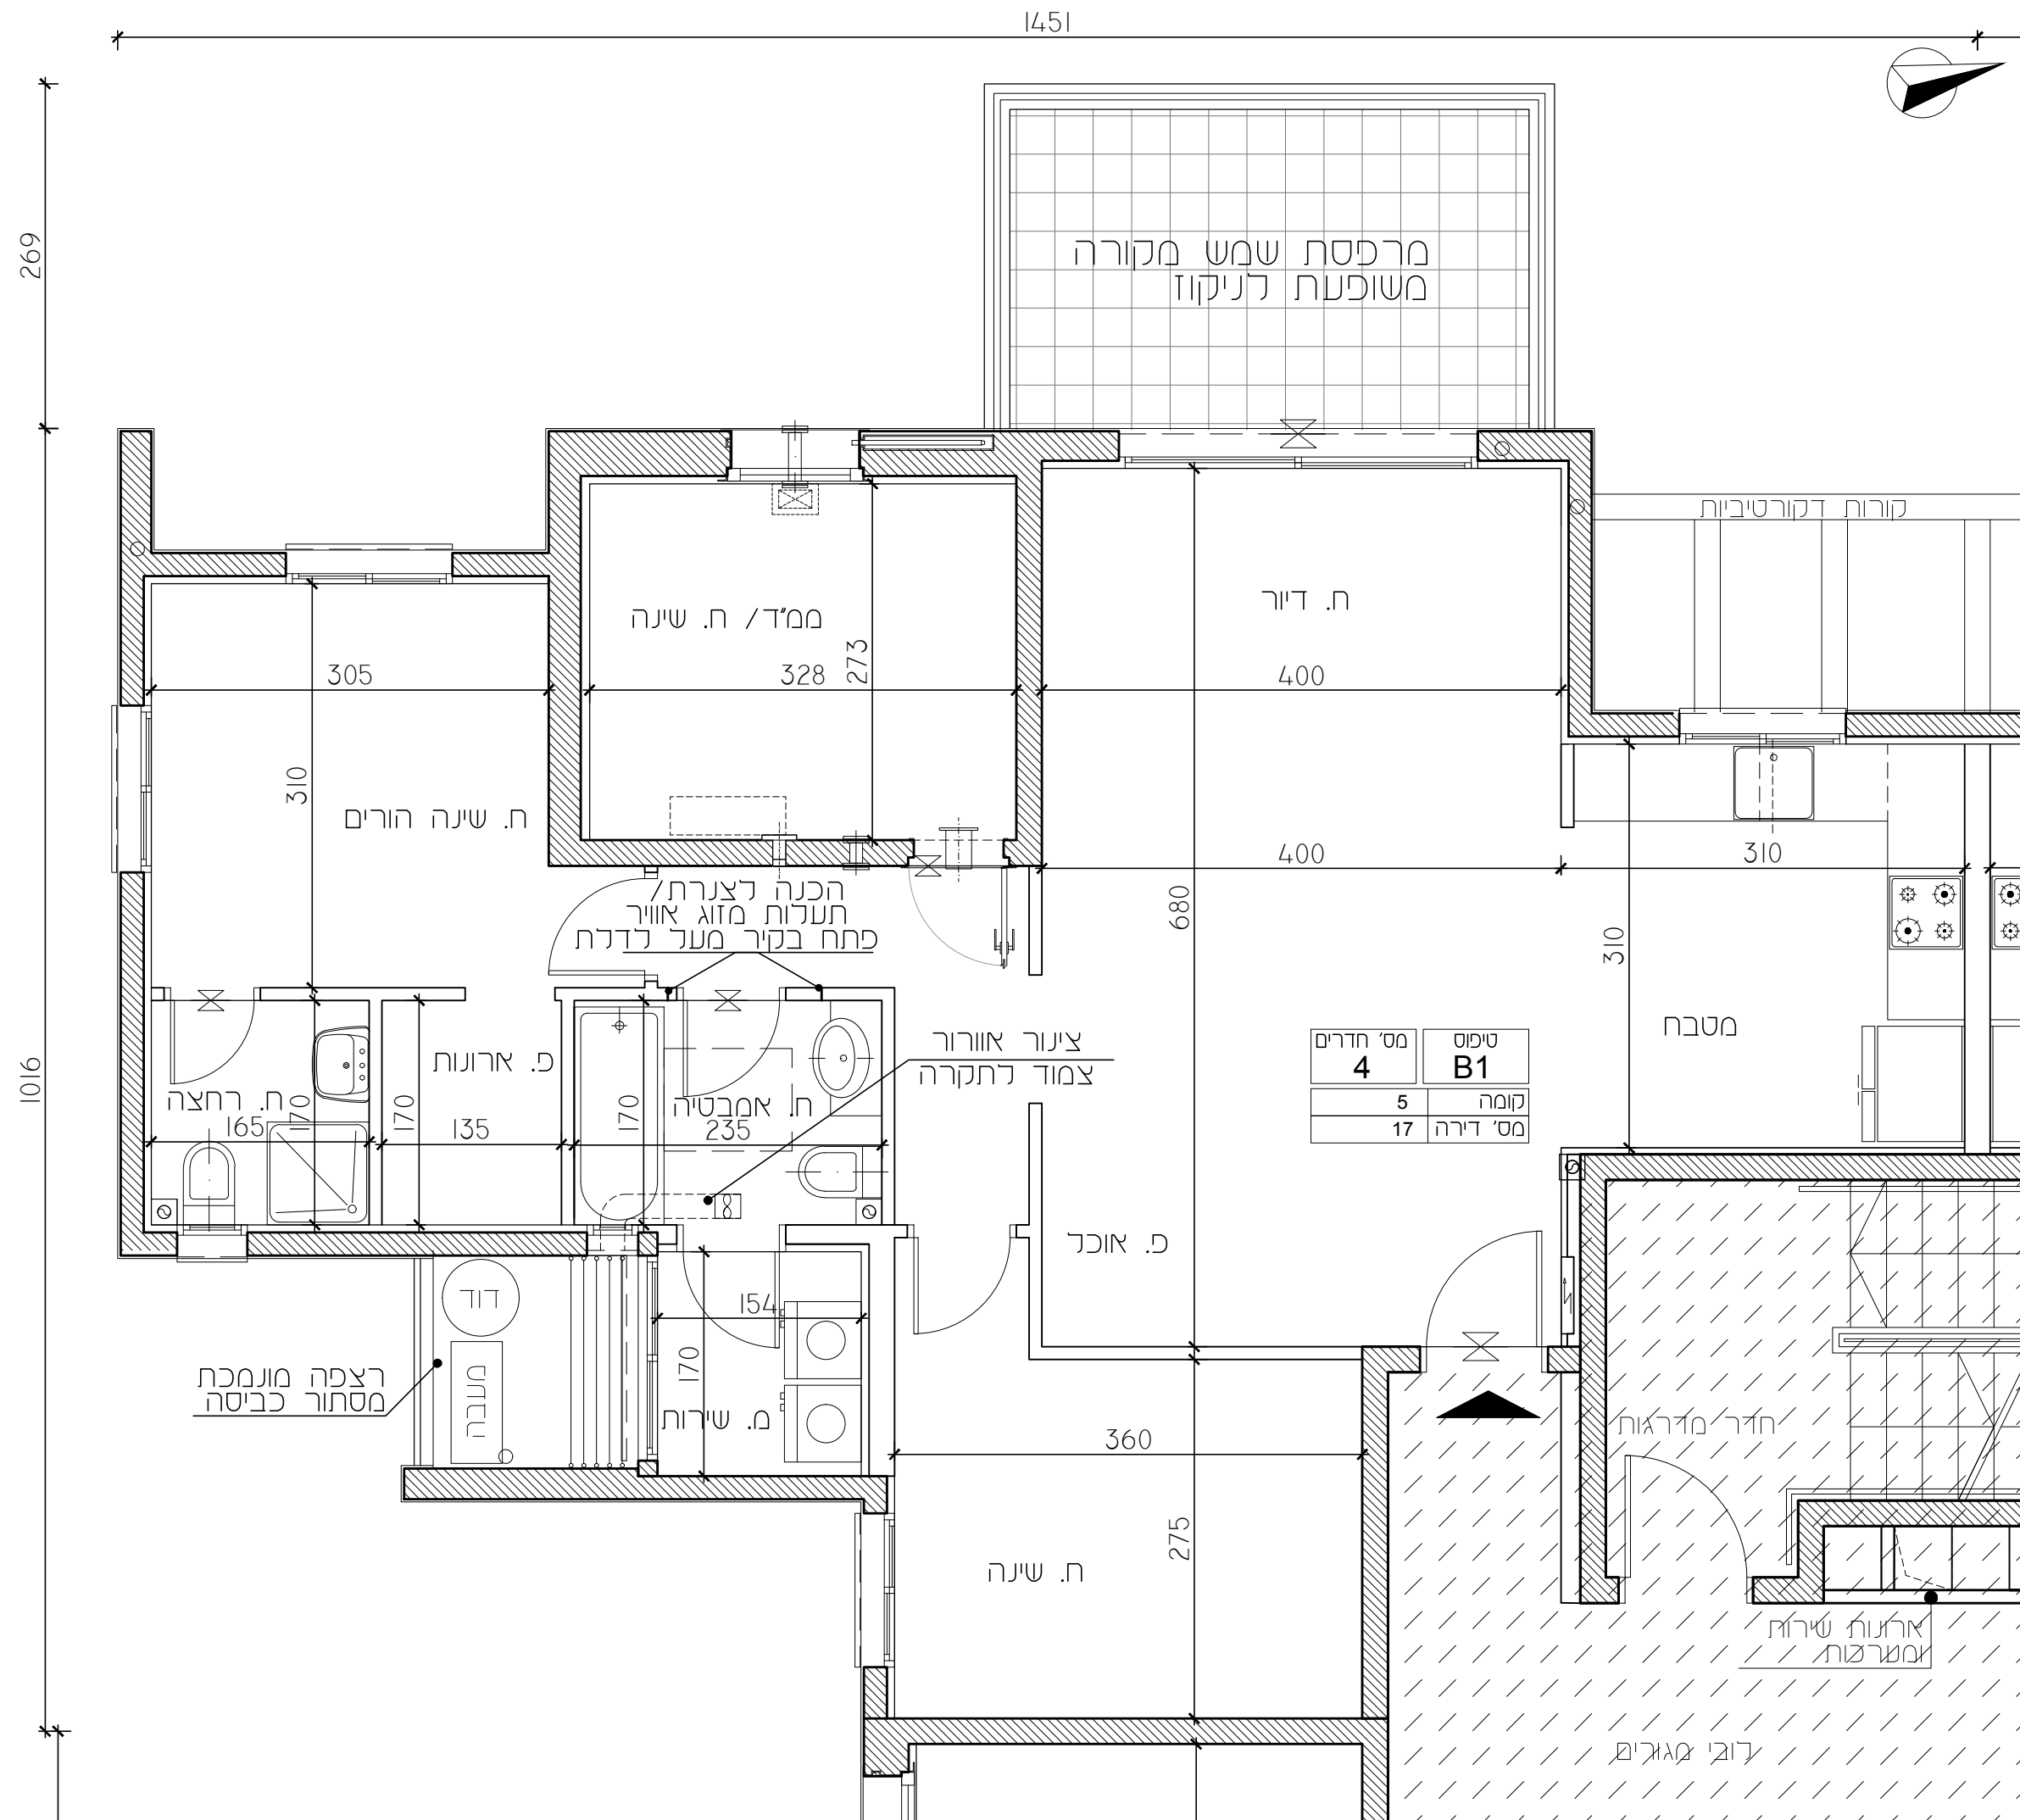 1451
269
1016
מרפסת שמש מקורה
משופעת לניקוז
קורות דקורטיביות
ח. דיור
ממ"ד/ ח. שינה
273
305
328
400
310
ח. שינה הורים
400
310
680
310
הכנה לצנרת/
תעלות מזוג אוויר
פתח בקיר מעל לדלת
מטבח
צינור אוורור
צמוד לתקרה
טיפוס
B1
מס' חדרים
4
קומה
5
מס' דירה
17
פ. ארונות
ח. רחצה
165
170
170
135
170
ח. אמבטיה
235
פ. אוכל
דוד
מעבה
154
170
מ. שירות
רצפה מונמכת
מסתור כביסה
360
275
ח. שינה
חדר מדרגות
ארונות שירות
ומערכות
לובי מגורים